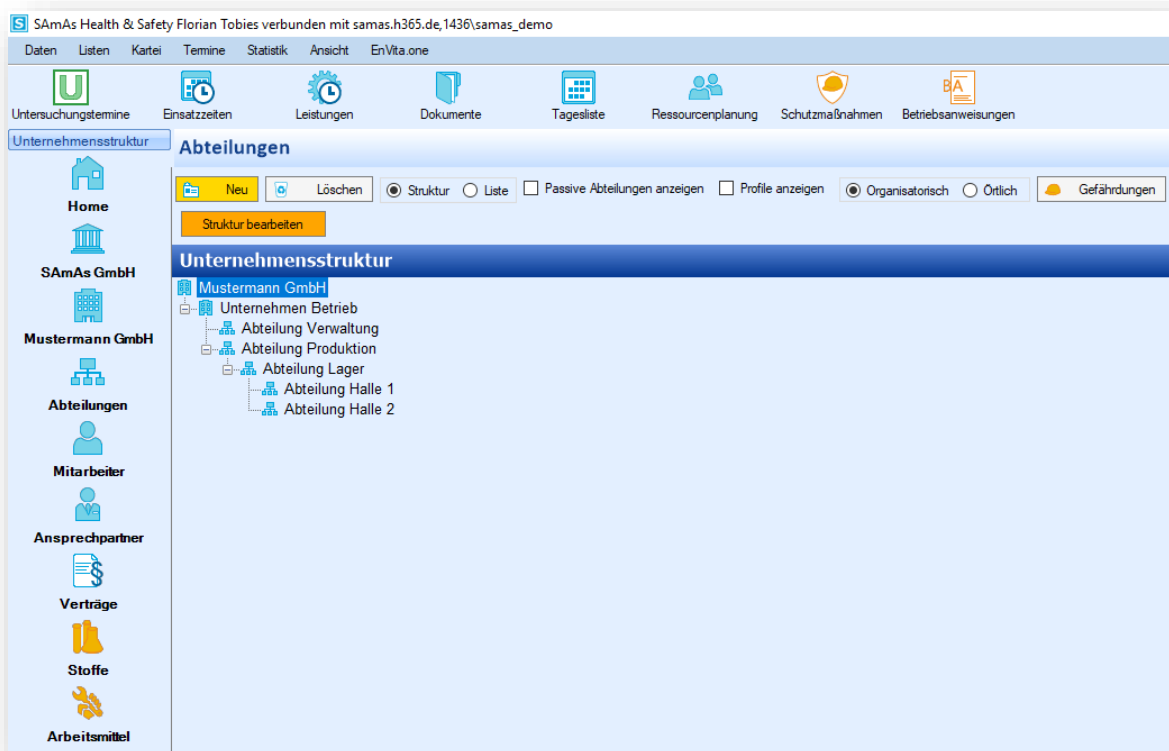 S SAmAs Health & Safety Florian Tobies verbunden mit samas.h365.de,1436\samas_demo
Daten Listen Kartei Termine Statistik Ansicht EnVita.one
U
BA
Untersuchungstermine Einsatzzeiten Leistungen Dokumente Tagesliste Ressourcenplanung Schutzmaßnahmen Betriebsanweisungen
Unternehmensstruktur
Home
SAmAs GmbH
Mustermann GmbH
Abteilungen
Mitarbeiter
Ansprechpartner
§
Verträge
Stoffe
Arbeitsmittel
Abteilungen
Neu Löschen Struktur Liste Passive Abteilungen anzeigen Profile anzeigen Organisatorisch Örtlich Gefährdungen
Struktur bearbeiten
Unternehmensstruktur
Mustermann GmbH
Unternehmen Betrieb
Abteilung Verwaltung
Abteilung Produktion
Abteilung Lager
Abteilung Halle 1
Abteilung Halle 2